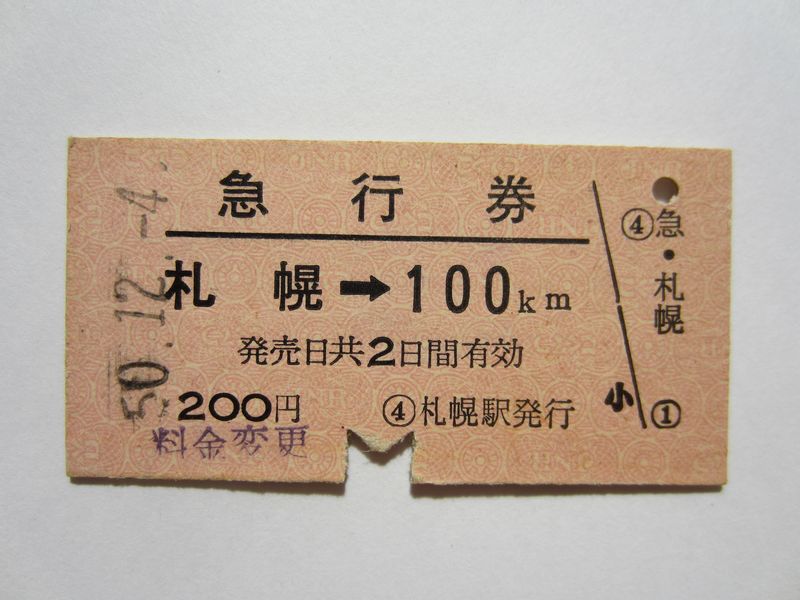 急行券
札幌➡100km
発売日共2日間有効
200円 ④札幌駅発行
料金変更
50.12.-4.
小
④急・札幌
①